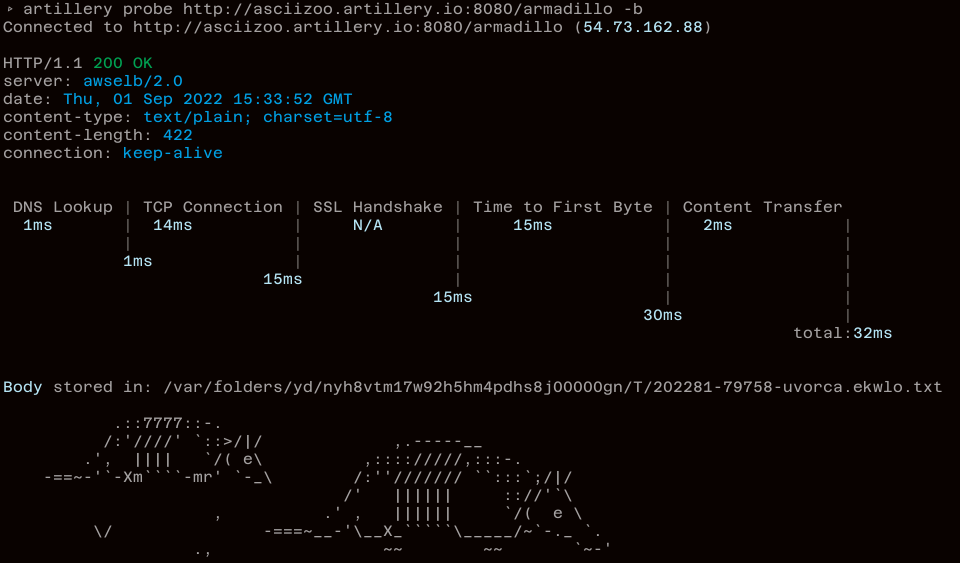 ▸ artillery probe http://asciizoo.artillery.io:8080/armadillo -b
Connected to http://asciizoo.artillery.io:8080/armadillo (54.73.162.88)

HTTP/1.1 200 OK
server: awselb/2.0
date: Thu, 01 Sep 2022 15:33:52 GMT
content-type: text/plain; charset=utf-8
content-length: 422
connection: keep-alive

 DNS Lookup | TCP Connection | SSL Handshake | Time to First Byte | Content Transfer
  1ms       |  14ms          |     N/A       |     15ms           |   2ms           |
            |                |               |                    |                 |
            1ms              |               |                    |                 |
                          15ms               |                    |                 |
                                           15ms                   |                 |
                                                                30ms                |
                                                                               total:32ms

Body stored in: /var/folders/yd/nyh8vtm17w92h5hm4pdhs8j00000gn/T/202281-79758-uvorca.ekwlo.txt

           .::7777::-.
          /:'////' `::>/|/             ,.-----__
        .',  ||||   `/( e\          ,:::://///,:::-.
    -==~-'`-Xm````-mr' `-_\        /:''/////// ``:::`;/|/
                                  /'   ||||||     :://'`\
                     ,          .' ,   ||||||     `/(  e \
         \/               -===~__-'\__X_`````\_____/~`-._ `.
                   .,                 ~~        ~~       `~-'